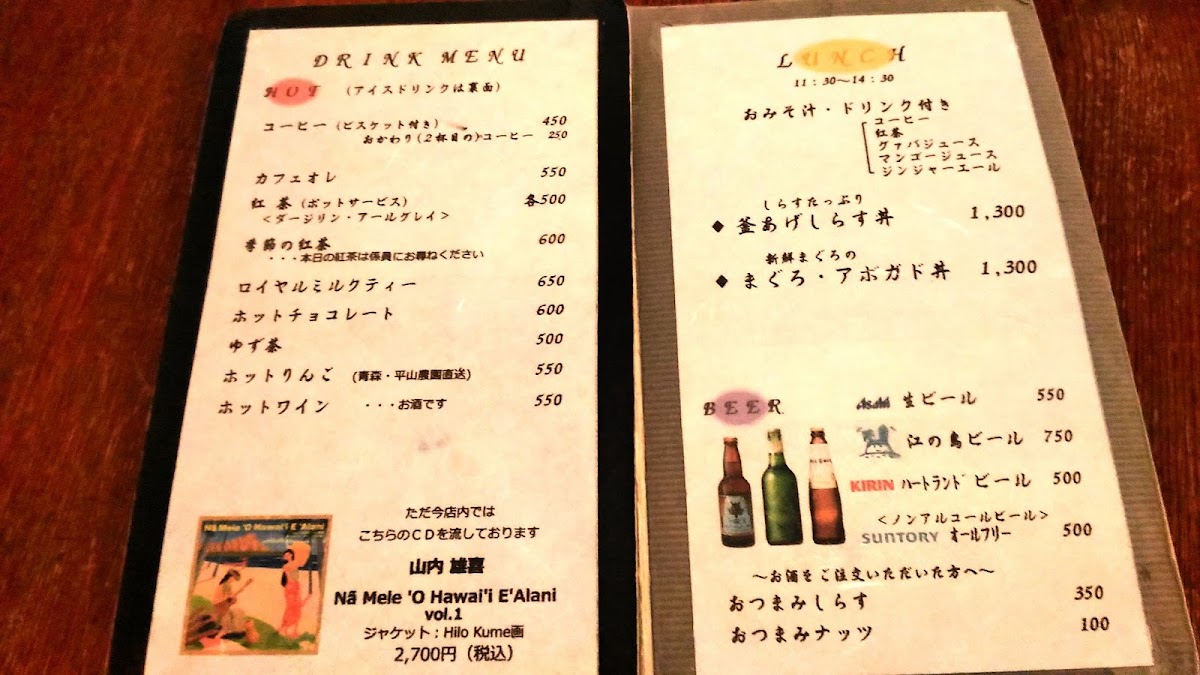 DRINK MENU
HOT (アイスドリンクは裏面)
コーヒー (ビスケット付き) 450
おかわり(2杯目の)コーヒー 250
カフェオレ 550
紅 茶 (ポットサービス) 各500
<ダージリン・アールグレイ>
季節の紅茶 600
・・・本日の紅茶は係員にお尋ねください
ロイヤルミルクティー 650
ホットチョコレート 600
ゆず茶 500
ホットりんご (青森・平山農園直送) 550
ホットワイン ・・・お酒です 550
ただ今店内では
こちらのCDを流しております
山内 雄喜
Nã Mele 'O Hawai'i E'Alani
vol.1
ジャケット;Hilo Kume画
2,700円(税込)
Nā Mele 'O Hawai'i E 'Alani
LUNCH
11:30~14:30
おみそ汁・ドリンク付き
コーヒー
紅茶
グァバジュース
マンゴージュース
ジンジャーエール
しらすたっぷり
◆ 釜あげしらす丼 1,300
新鮮まぐろの
◆ まぐろ・アボガド丼 1,300
BEER
Asahi 生ビール 550
江の島ビール 750
KIRIN ハートランドビール 500
<ノンアルコールビール>
SUNTORY オールフリー 500
~お酒をご注文いただいた方へ~
おつまみしらす 350
おつまみナッツ 100